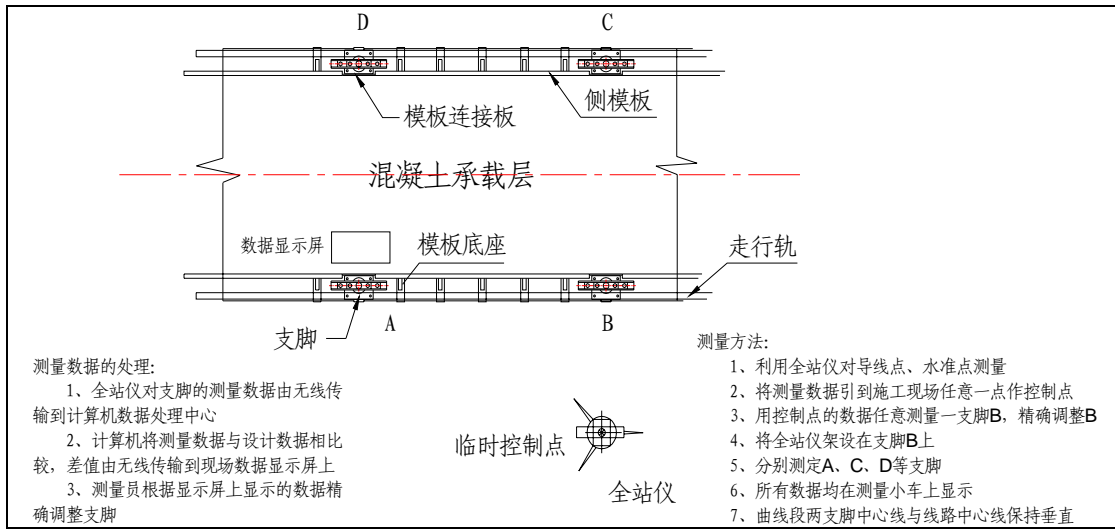 D
C
模板连接板
侧模板
混凝土承载层
数据显示屏
模板底座
走行轨
支脚
A
B
测量数据的处理:
1、全站仪对支脚的测量数据由无线传
输到计算机数据处理中心
2、计算机将测量数据与设计数据相比
较，差值由无线传输到现场数据显示屏上
3、测量员根据显示屏上显示的数据精
确调整支脚
临时控制点
全站仪
测量方法:
1、利用全站仪对导线点、水准点测量
2、将测量数据引到施工现场任意一点作控制点
3、用控制点的数据任意测量一支脚B，精确调整B
4、将全站仪架设在支脚B上
5、分别测定A、C、D等支脚
6、所有数据均在测量小车上显示
7、曲线段两支脚中心线与线路中心线保持垂直